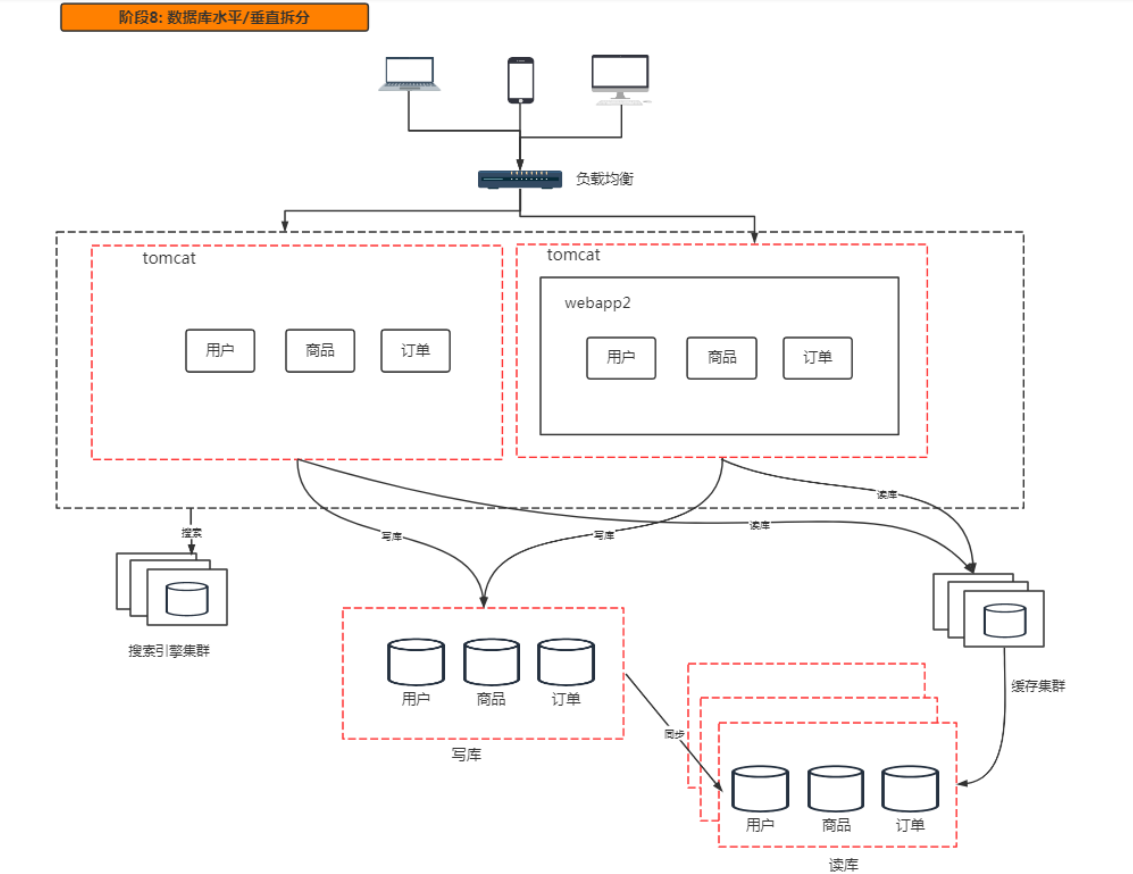 阶段8: 数据库水平/垂直拆分
负载均衡
tomcat
tomcat
webapp2
用户
商品
订单
用户
商品
订单
读库
读库
搜索
写库
写库
搜索引擎集群
缓存集群
用户
商品
订单
写库
同步
用户
商品
订单
读库